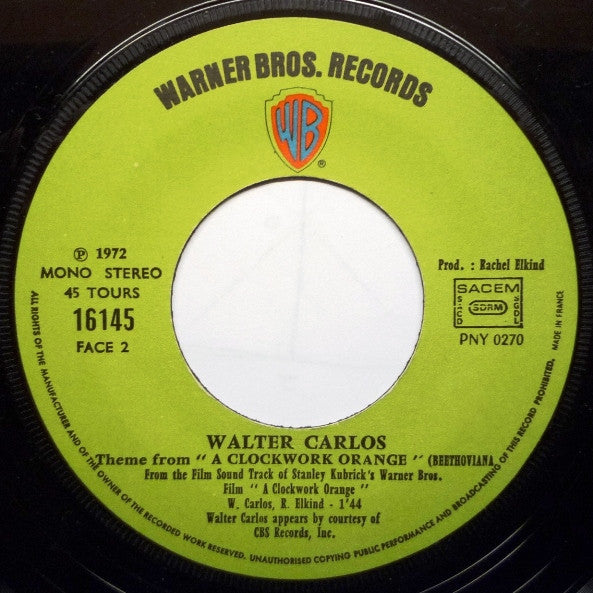 WARNER BROS. RECORDS
WB
®
Ⓟ 1972
MONO STEREO
45 TOURS
16145
FACE 2
Prod. : Rachel Elkind
SACEM
SACD
SDRM
SGDL
PNY 0270
WALTER CARLOS
Theme from " A CLOCKWORK ORANGE " (BEETHOVIANA
From the Film Sound Track of Stanley Kubrick's Warner Bros.
Film " A Clockwork Orange "
W. Carlos, R. Elkind - 1'44
Walter Carlos appears by courtesy of
CBS Records, Inc.
ALL RIGHTS OF THE MANUFACTURER AND OF THE OWNER OF THE RECORDED WORK RESERVED. UNAUTHORISED COPYING PUBLIC PERFORMANCE AND BROADCASTING OF THIS RECORD PROHIBITED. MADE IN FRANCE